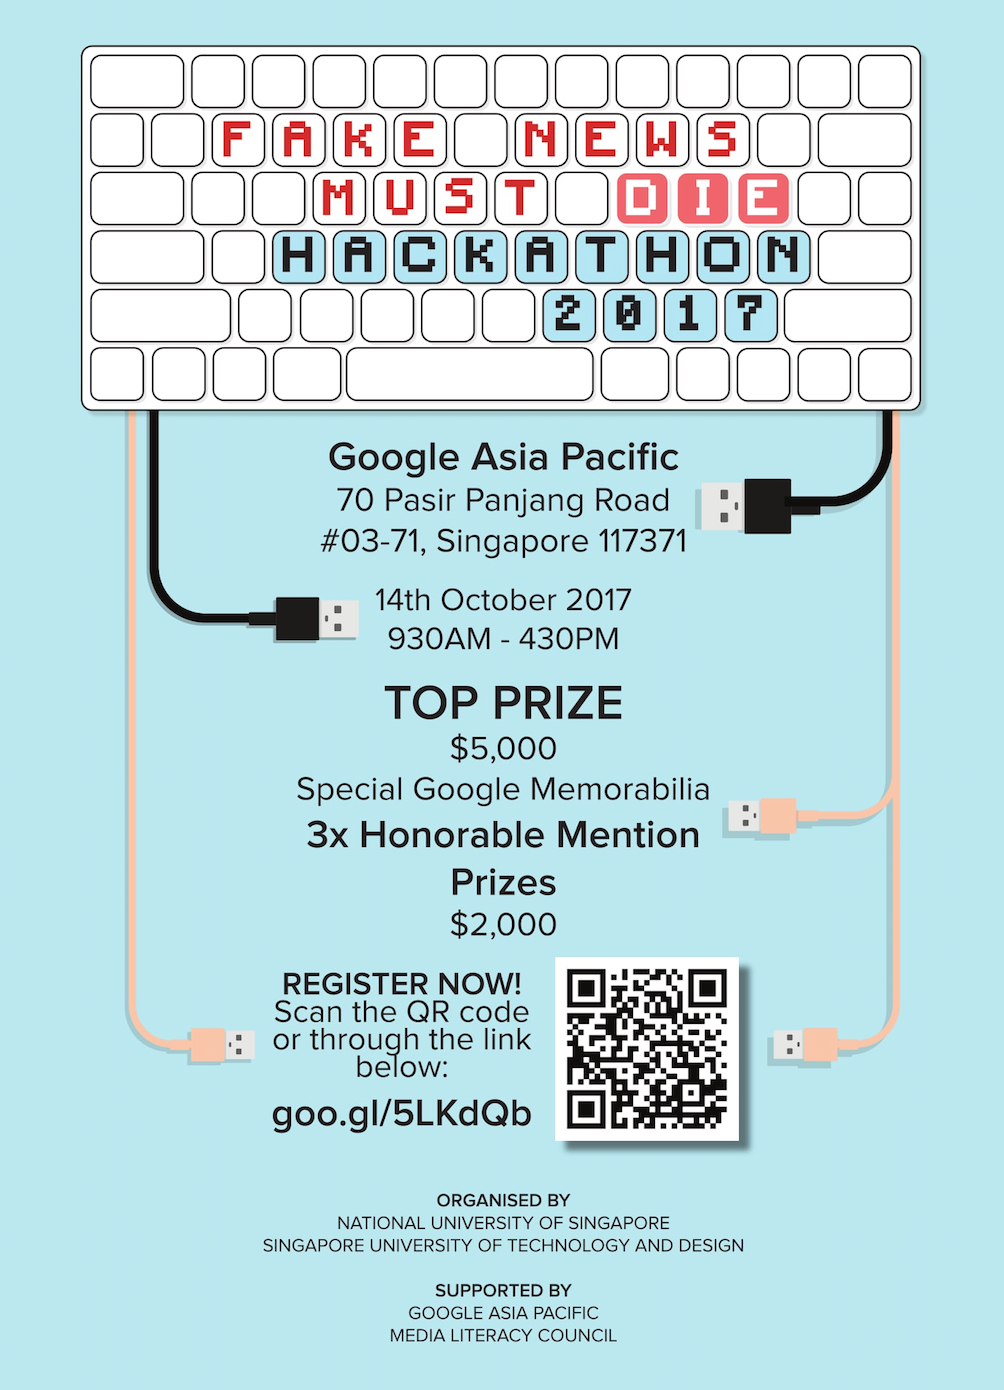 FAKE NEWS
MUST DIE
HACKATHON
2017
Google Asia Pacific
70 Pasir Panjang Road
#03-71, Singapore 117371
14th October 2017
930AM - 430PM
TOP PRIZE
$5,000
Special Google Memorabilia
3x Honorable Mention
Prizes
$2,000
REGISTER NOW!
Scan the QR code
or through the link
below:
goo.gl/5LKdQb
ORGANISED BY
NATIONAL UNIVERSITY OF SINGAPORE
SINGAPORE UNIVERSITY OF TECHNOLOGY AND DESIGN
SUPPORTED BY
GOOGLE ASIA PACIFIC
MEDIA LITERACY COUNCIL